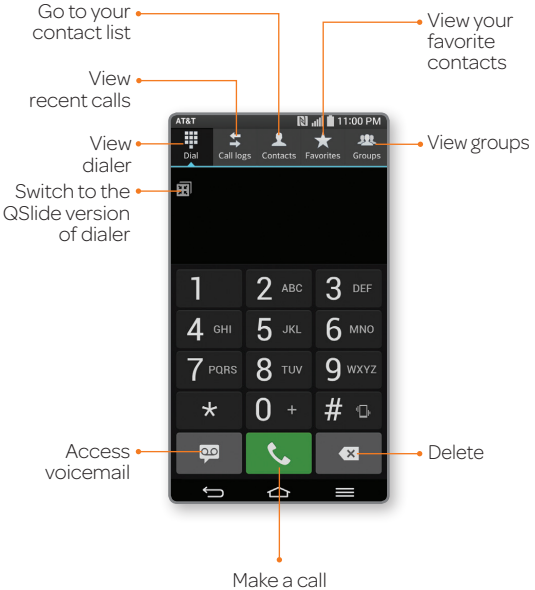 Go to your
contact list
View your
favorite
contacts
View
recent calls
AT&T 11:00 PM
View
dialer
Dial Call logs Contacts Favorites Groups
View groups
Switch to the
QSlide version
of dialer
1 2 ABC 3 DEF
4 GHI 5 JKL 6 MNO
7 PQRS 8 TUV 9 WXYZ
* 0 + #
Access
voicemail
Delete
Make a call